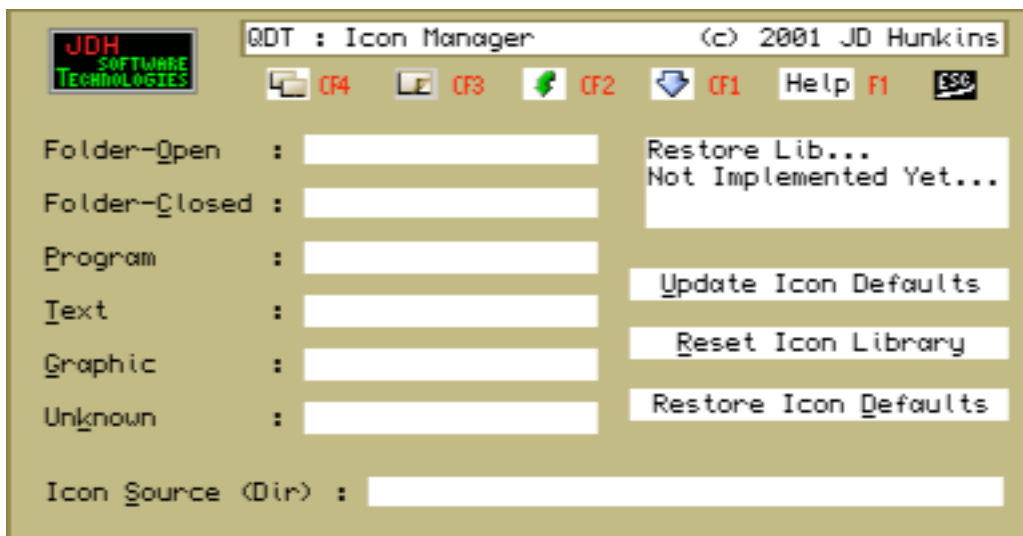 JDH
SOFTWARE
TECHNOLOGIES
QDT : Icon Manager (c) 2001 JD Hunkins
CF4 CF3 CF2 CF1 Help F1 ESC
Folder-Open :
Folder-Closed :
Program :
Text :
Graphic :
Unknown :
Restore Lib...
Not Implemented Yet...
Update Icon Defaults
Reset Icon Library
Restore Icon Defaults
Icon Source (Dir) :